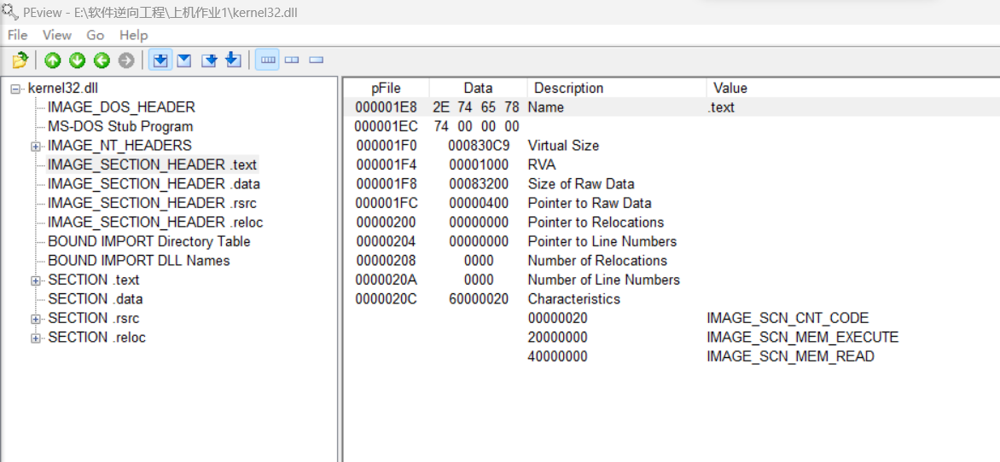 PEview - E:\软件逆向工程\上机作业1\kernel32.dll
File View Go Help
kernel32.dll
IMAGE_DOS_HEADER
MS-DOS Stub Program
IMAGE_NT_HEADERS
IMAGE_SECTION_HEADER .text
IMAGE_SECTION_HEADER .data
IMAGE_SECTION_HEADER .rsrc
IMAGE_SECTION_HEADER .reloc
BOUND IMPORT Directory Table
BOUND IMPORT DLL Names
SECTION .text
SECTION .data
SECTION .rsrc
SECTION .reloc
pFile Data Description Value
000001E8 2E 74 65 78 Name .text
000001EC 74 00 00 00
000001F0 000830C9 Virtual Size
000001F4 00001000 RVA
000001F8 00083200 Size of Raw Data
000001FC 00000400 Pointer to Raw Data
00000200 00000000 Pointer to Relocations
00000204 00000000 Pointer to Line Numbers
00000208 0000 Number of Relocations
0000020A 0000 Number of Line Numbers
0000020C 60000020 Characteristics
00000020 IMAGE_SCN_CNT_CODE
20000000 IMAGE_SCN_MEM_EXECUTE
40000000 IMAGE_SCN_MEM_READ